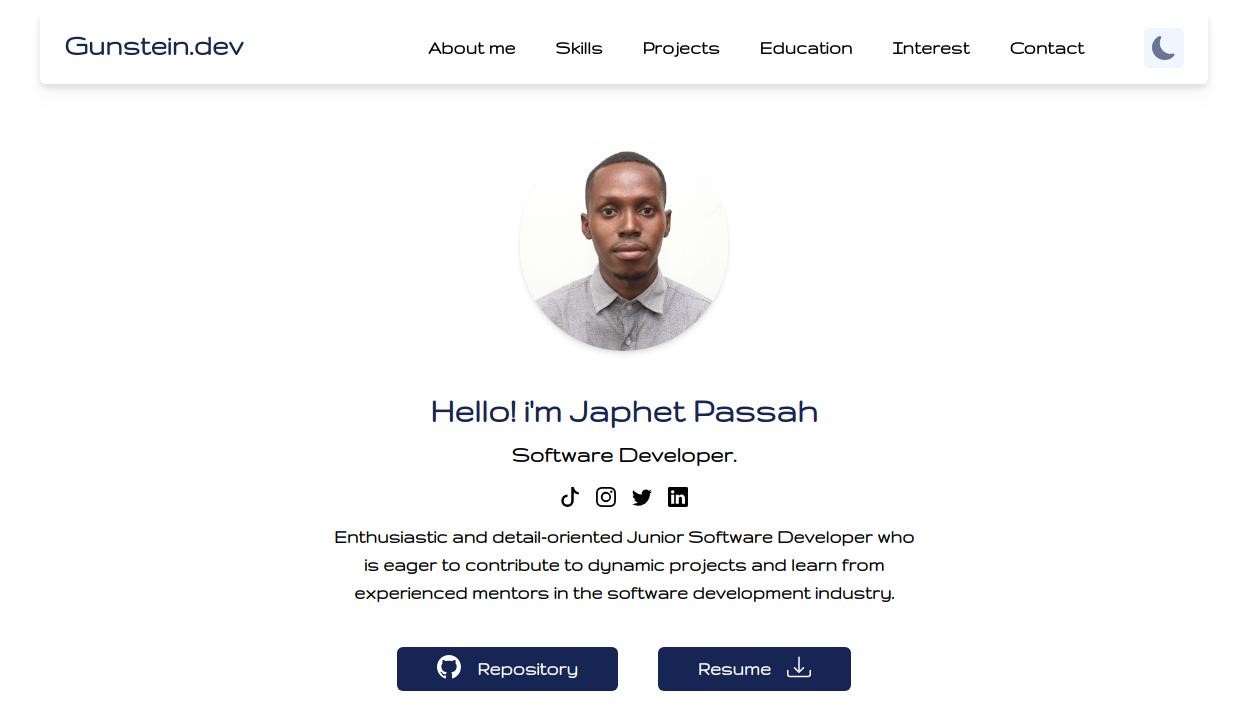 Gunstein.dev
About me Skills Projects Education Interest Contact
Hello! i'm Japhet Passah
Software Developer.
Enthusiastic and detail-oriented Junior Software Developer who
is eager to contribute to dynamic projects and learn from
experienced mentors in the software development industry.
Repository
Resume